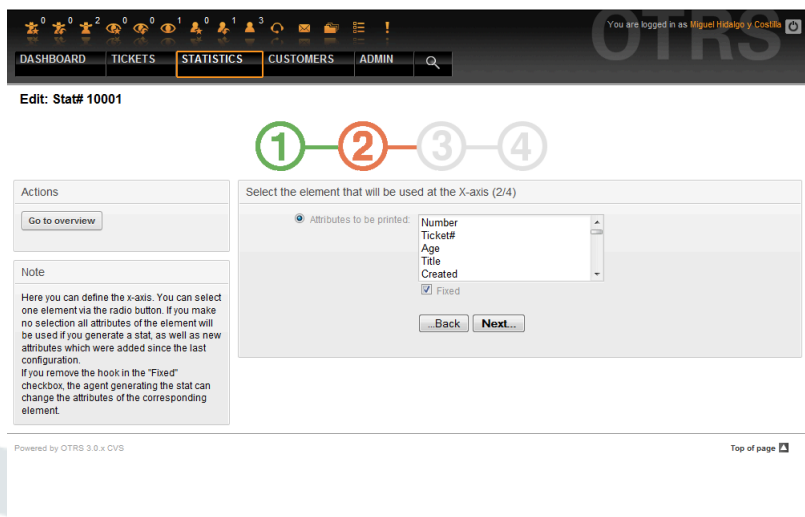 0 0 2 0 0 1 0 1 3
You are logged in as Miguel Hidalgo y Costilla
OTRS
DASHBOARD TICKETS STATISTICS CUSTOMERS ADMIN
Edit: Stat# 10001
1 2 3 4
Actions
Go to overview
Note
Here you can define the x-axis. You can select
one element via the radio button. If you make
no selection all attributes of the element will
be used if you generate a stat, as well as new
attributes which were added since the last
configuration.
If you remove the hook in the "Fixed"
checkbox, the agent generating the stat can
change the attributes of the corresponding
element.
Select the element that will be used at the X-axis (2/4)
Attributes to be printed:
Number
Ticket#
Age
Title
Created
Fixed
...Back Next...
Powered by OTRS 3.0.x CVS
Top of page